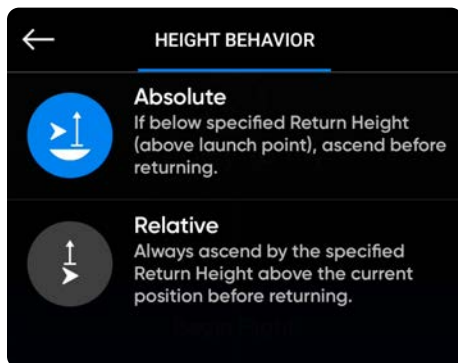 HEIGHT BEHAVIOR
Absolute
If below specified Return Height
(above launch point), ascend before
returning.
Relative
Always ascend by the specified
Return Height above the current
position before returning.